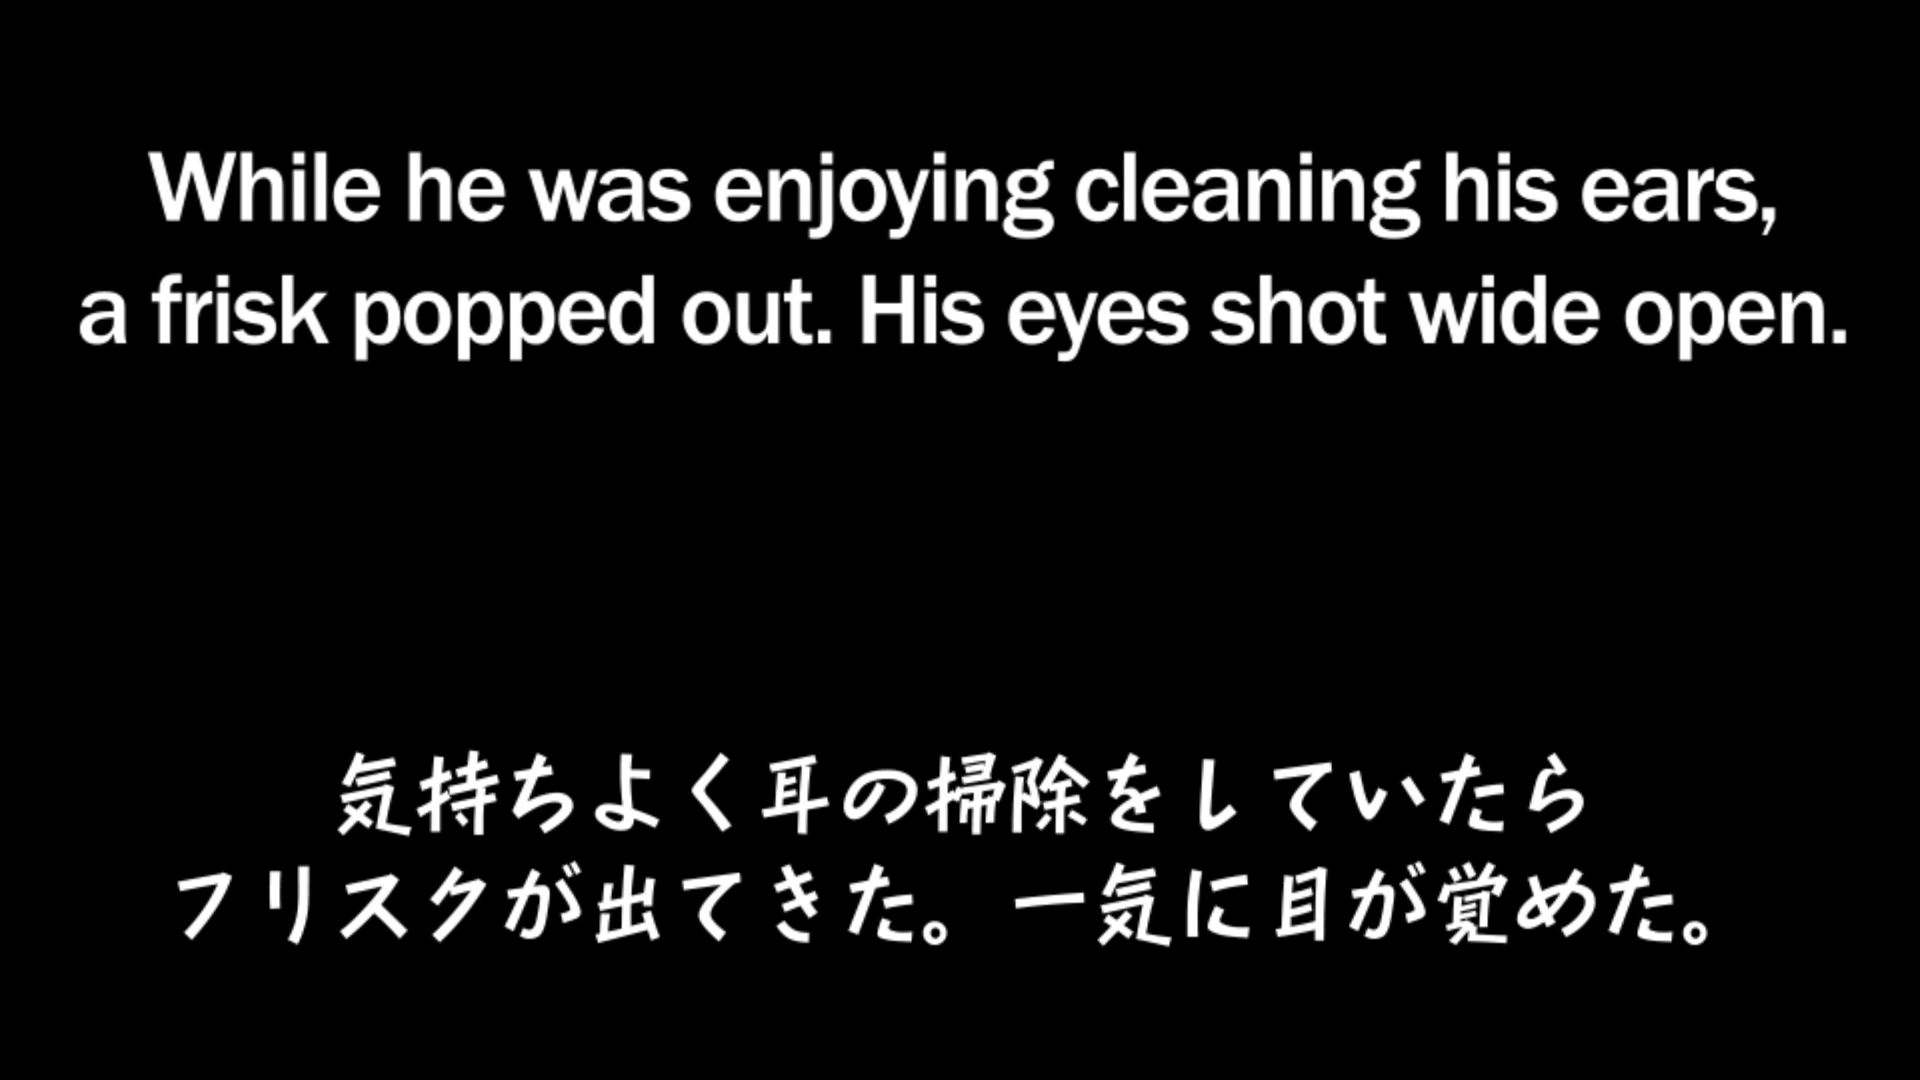 While he was enjoying cleaning his ears,
a frisk popped out. His eyes shot wide open.
気持ちよく耳の掃除をしていたら
フリスクが出てきた。一気に目が覚めた。